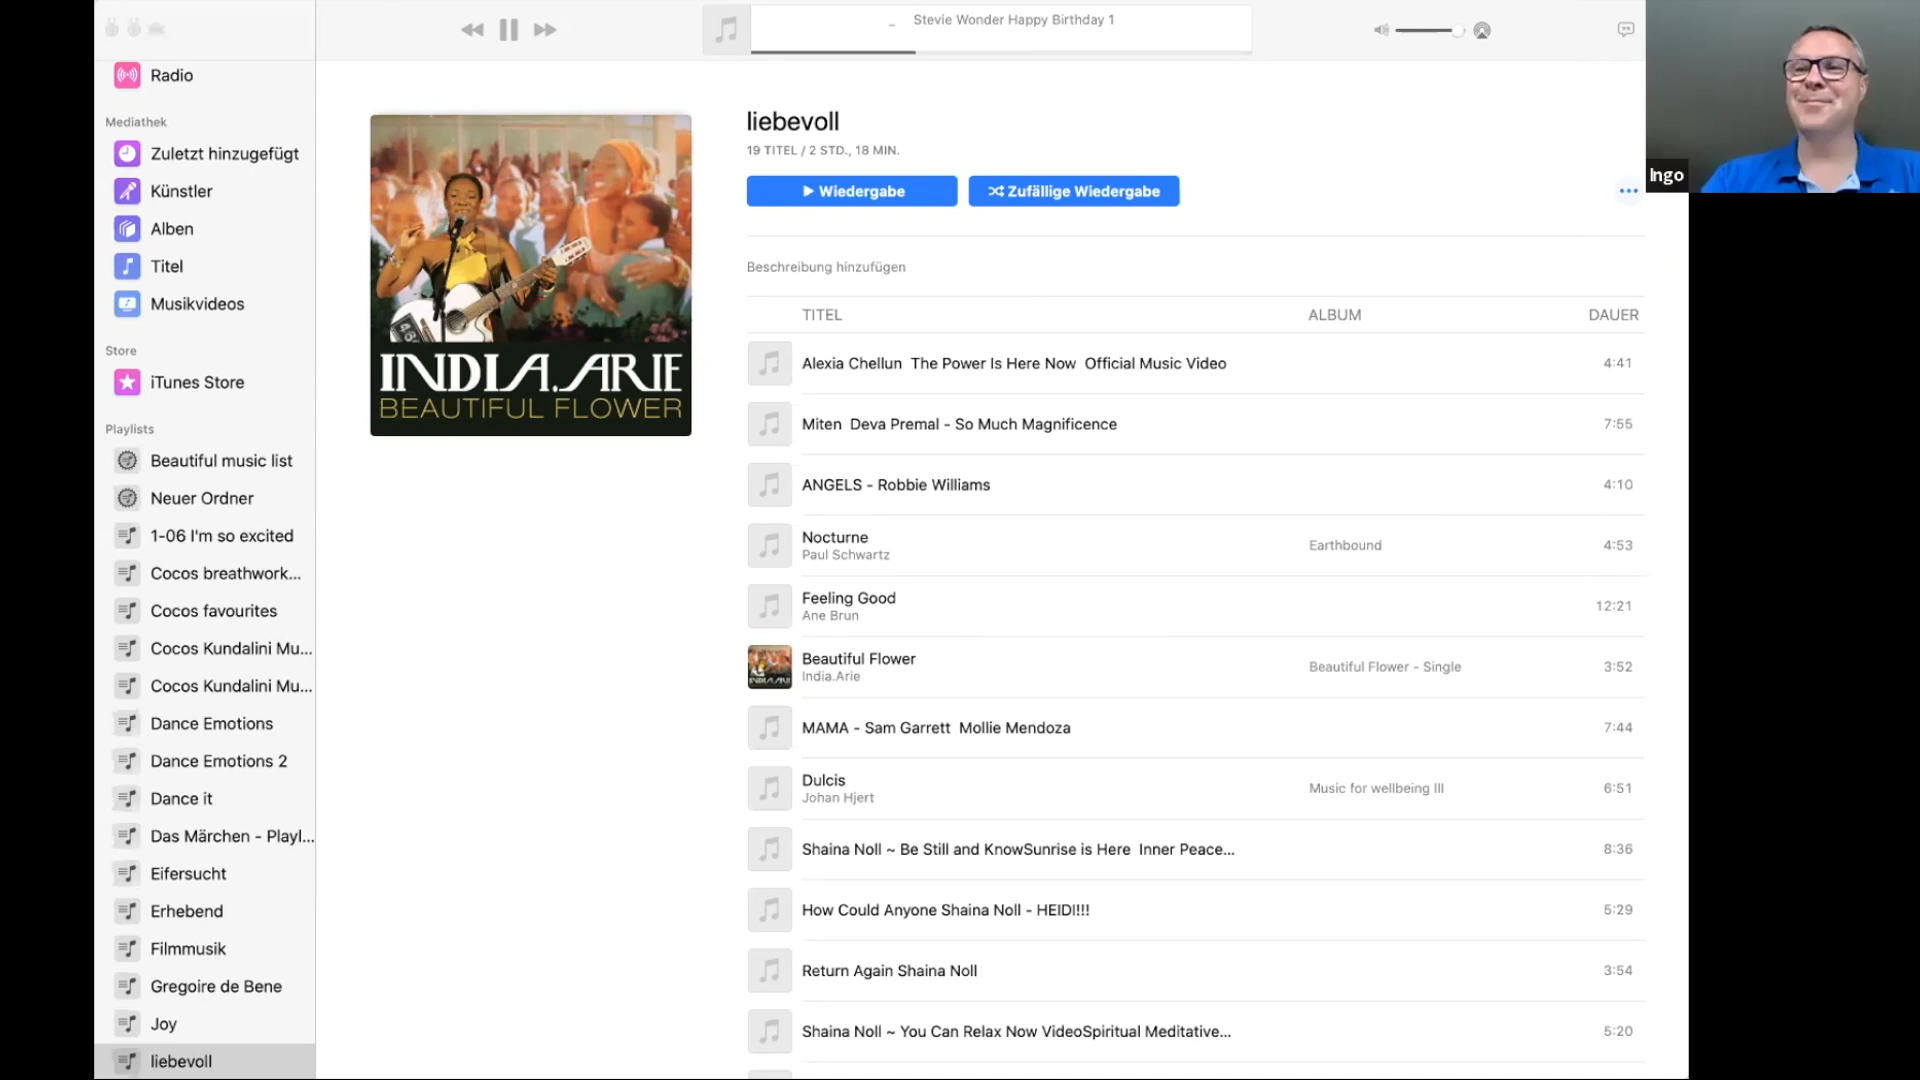 Stevie Wonder Happy Birthday 1
–
Radio
Mediathek
Zuletzt hinzugefügt
Künstler
Alben
Titel
Musikvideos
Store
iTunes Store
Playlists
Beautiful music list
Neuer Ordner
1-06 I'm so excited
Cocos breathwork...
Cocos favourites
Cocos Kundalini Mu...
Cocos Kundalini Mu...
Dance Emotions
Dance Emotions 2
Dance it
Das Märchen - Playl...
Eifersucht
Erhebend
Filmmusik
Gregoire de Bene
Joy
liebevoll
INDIA.ARIE
BEAUTIFUL FLOWER
liebevoll
19 TITEL / 2 STD., 18 MIN.
Wiedergabe
Zufällige Wiedergabe
Beschreibung hinzufügen
TITEL ALBUM DAUER
Alexia Chellun The Power Is Here Now Official Music Video 4:41
Miten Deva Premal - So Much Magnificence 7:55
ANGELS - Robbie Williams 4:10
Nocturne
Paul Schwartz
Earthbound 4:53
Feeling Good
Ane Brun
12:21
Beautiful Flower
India.Arie
Beautiful Flower - Single 3:52
MAMA - Sam Garrett Mollie Mendoza 7:44
Dulcis
Johan Hjert
Music for wellbeing III 6:51
Shaina Noll ~ Be Still and KnowSunrise is Here Inner Peace... 8:36
How Could Anyone Shaina Noll - HEIDI!!! 5:29
Return Again Shaina Noll 3:54
Shaina Noll ~ You Can Relax Now VideoSpiritual Meditative... 5:20
Ingo